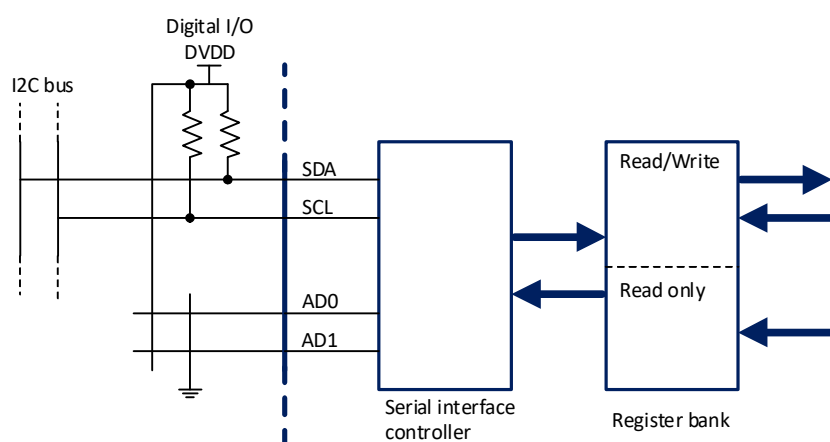 Digital I/O
DVDD
I2C bus
SDA
SCL
AD0
AD1
Read/Write
Read only
Serial interface
controller
Register bank